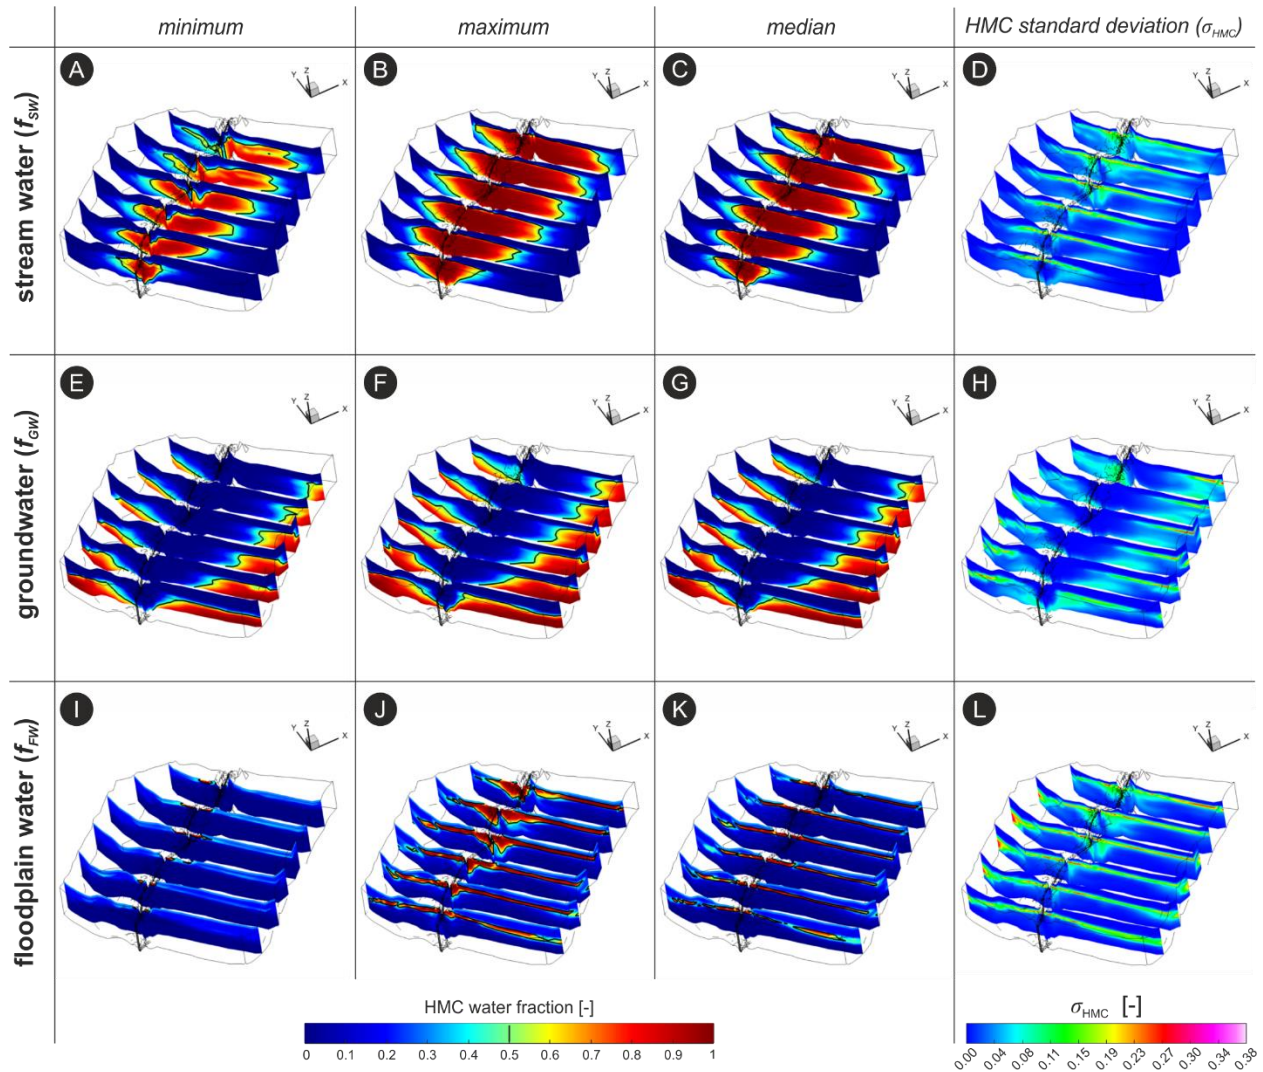 minimum
maximum
median
HMC standard deviation (σHMC)
stream water (fSW)
A
Y Z X
B
Y Z X
C
Y Z X
D
Y Z X
groundwater (fGW)
E
Y Z X
F
Y Z X
G
Y Z X
H
Y Z X
floodplain water (fFW)
I
Y Z X
J
Y Z X
K
Y Z X
L
Y Z X
HMC water fraction [-]
0 0.1 0.2 0.3 0.4 0.5 0.6 0.7 0.8 0.9 1
σHMC [-]
0.00 0.04 0.08 0.11 0.15 0.19 0.23 0.27 0.30 0.34 0.38